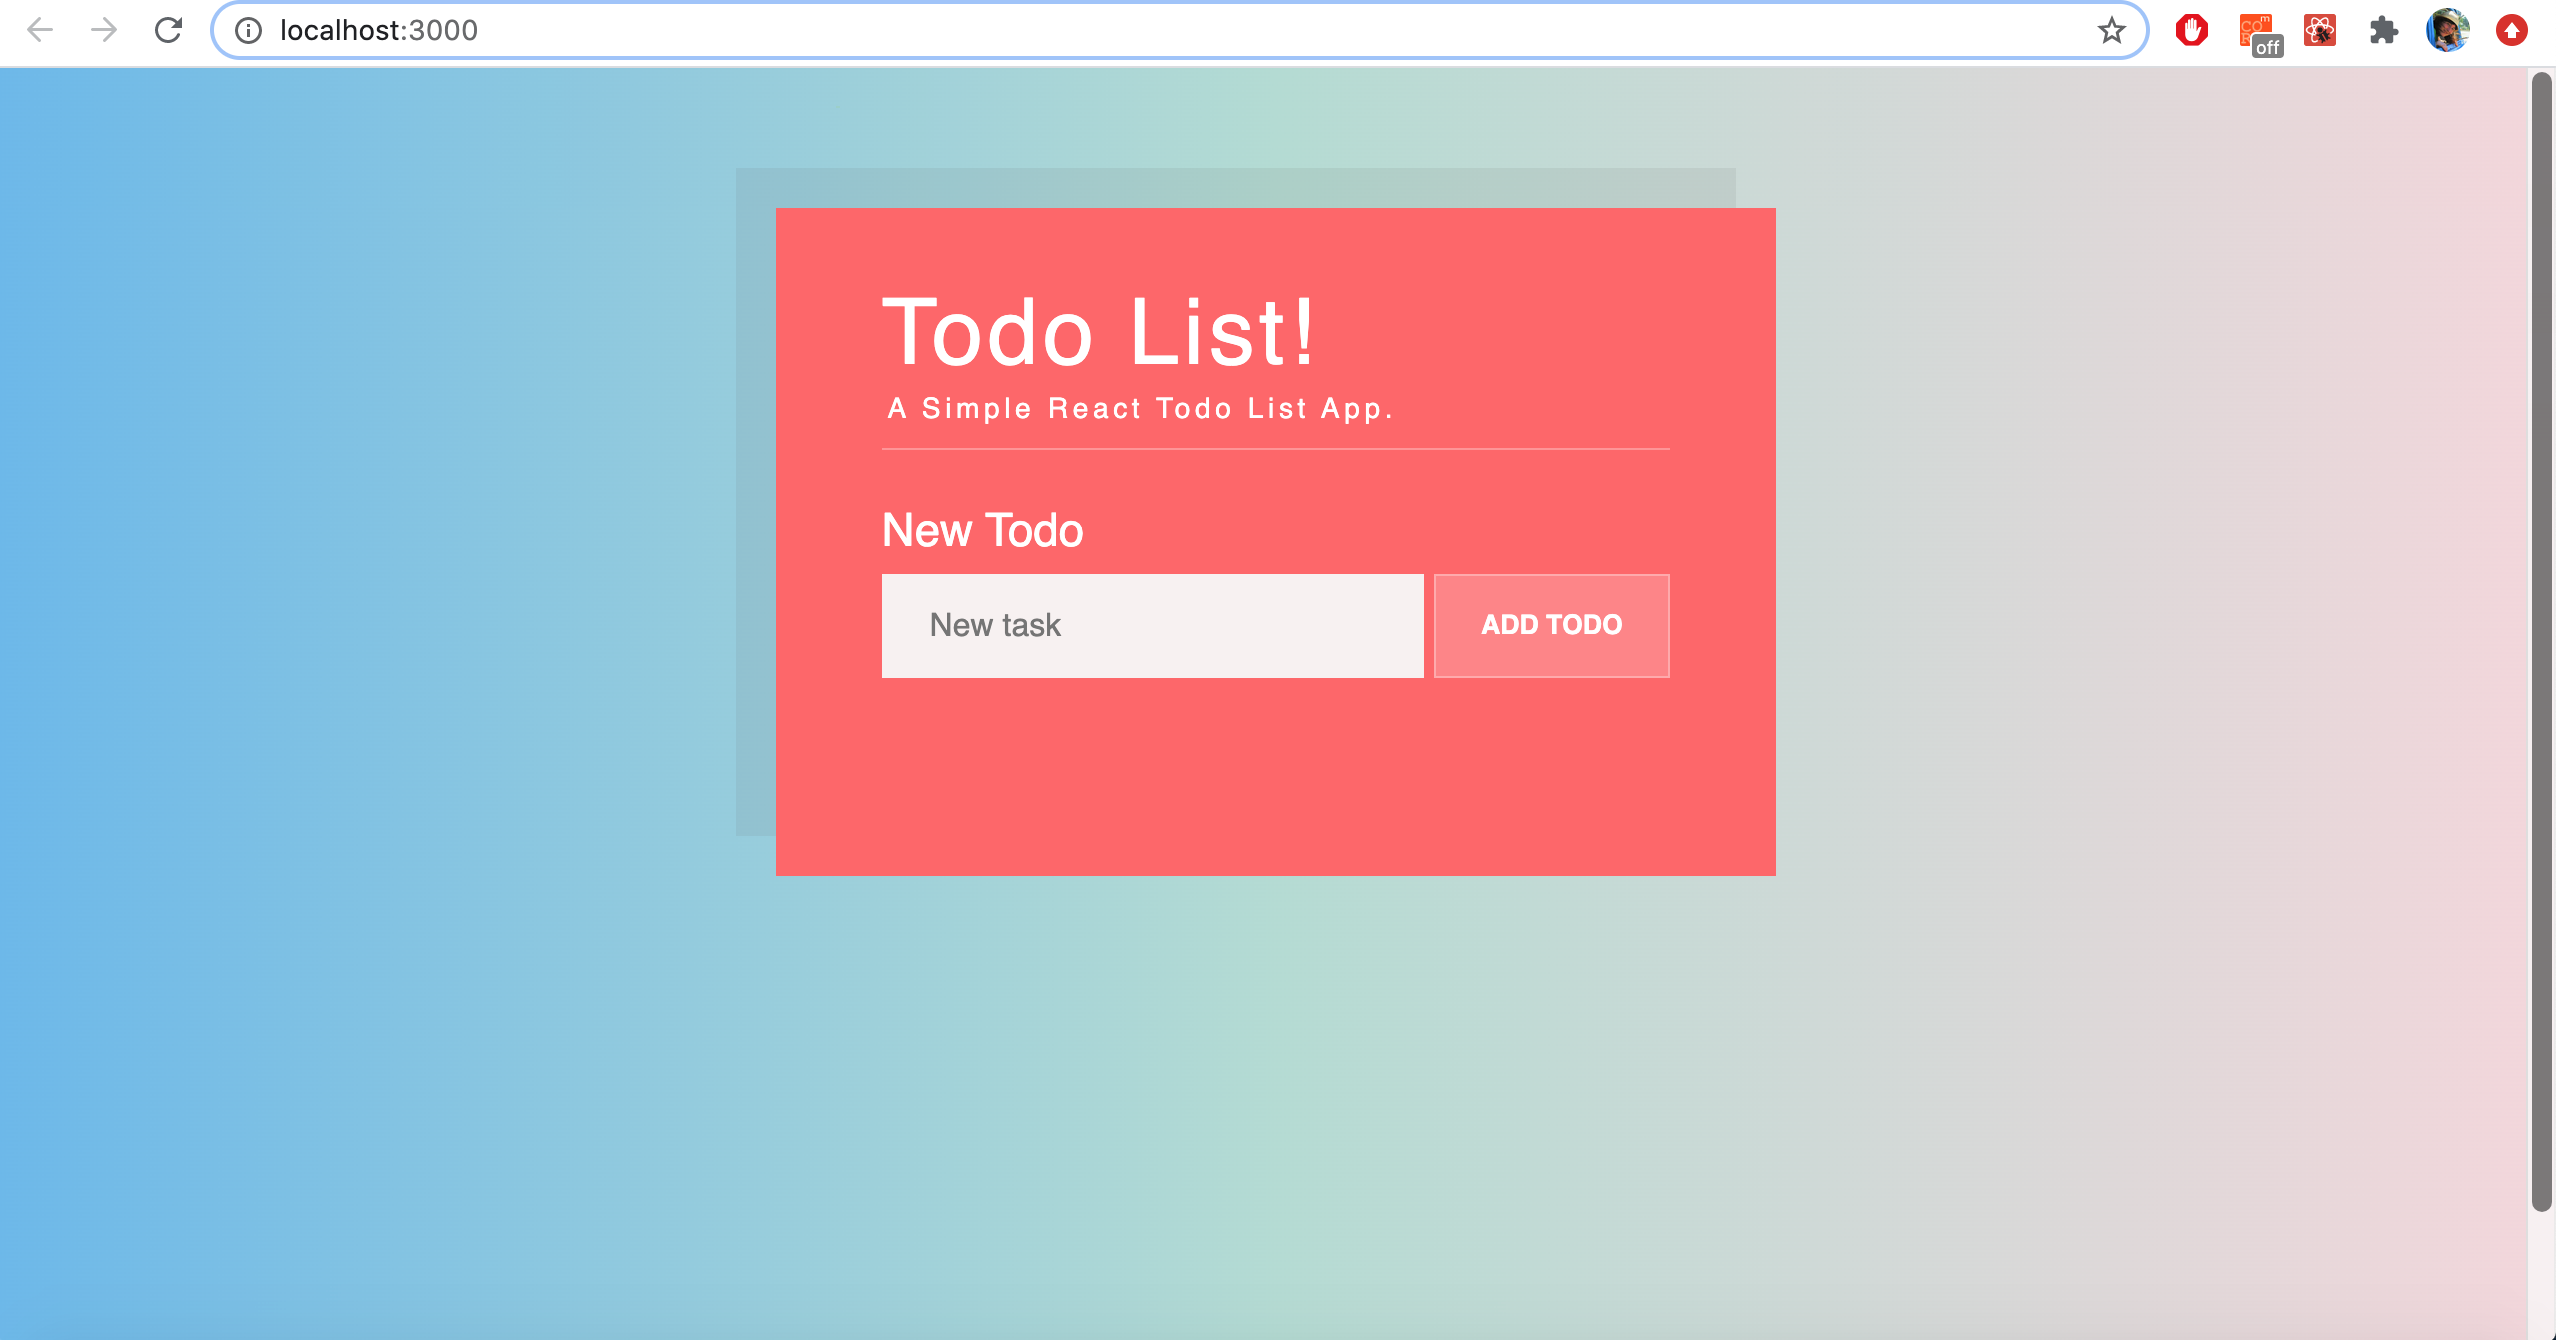 localhost:3000
off
Todo List!
A Simple React Todo List App.
New Todo
New task
ADD TODO